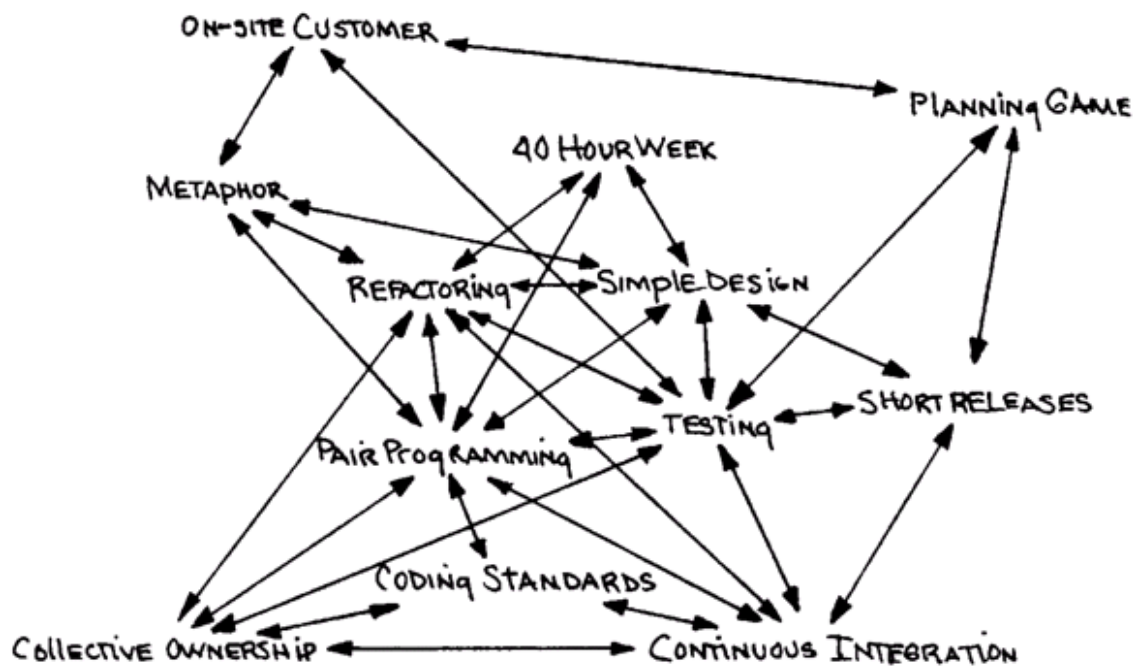 ON-SITE CUSTOMER
PLANNING GAME
40 HOUR WEEK
METAPHOR
REFACTORING
SIMPLE DESIGN
SHORT RELEASES
TESTING
PAIR PROGRAMMING
CODING STANDARDS
COLLECTIVE OWNERSHIP
CONTINUOUS INTEGRATION